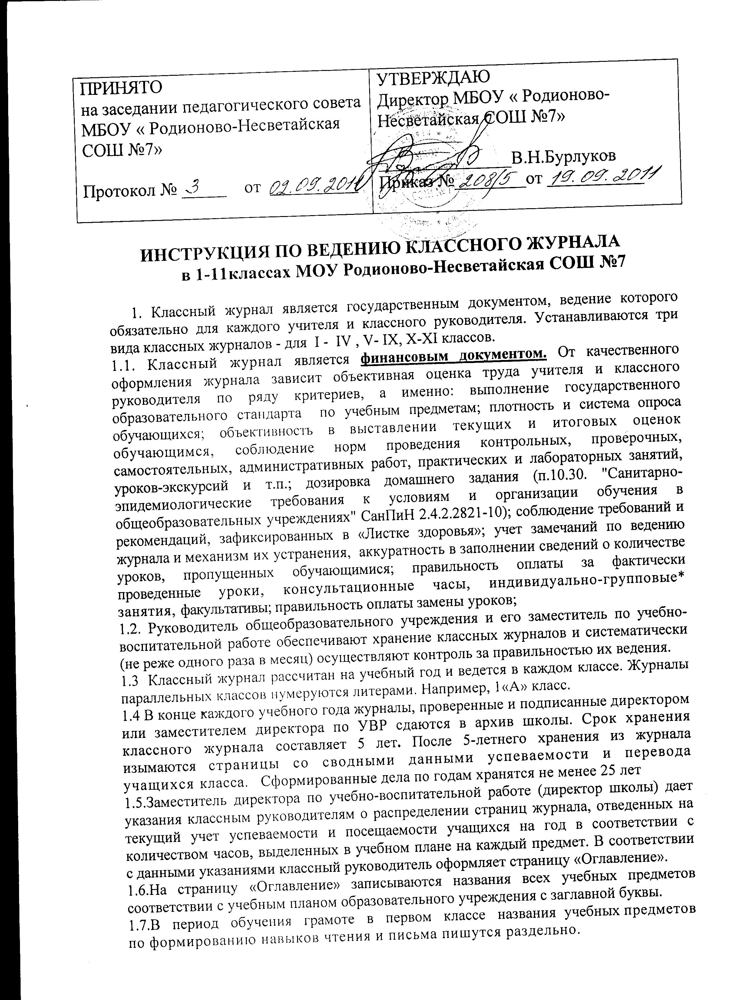 ПРИНЯТО
на заседании педагогического совета
МБОУ « Родионово-Несветайская
СОШ №7»
Протокол № 3 от 02.09.2011
УТВЕРЖДАЮ
Директор МБОУ « Родионово-
Несветайская СОШ №7»
В.Н.Бурлуков
Приказ № 208/5 от 19.09.2011
МБОУ
СОШ № 7
ИНСТРУКЦИЯ ПО ВЕДЕНИЮ КЛАССНОГО ЖУРНАЛА
в 1-11классах МОУ Родионово-Несветайская СОШ №7
1. Классный журнал является государственным документом, ведение которого
обязательно для каждого учителя и классного руководителя. Устанавливаются три
вида классных журналов - для I - IV , V- IX, X-XI классов.
1.1. Классный журнал является финансовым документом. От качественного
оформления журнала зависит объективная оценка труда учителя и классного
руководителя по ряду критериев, а именно: выполнение государственного
образовательного стандарта по учебным предметам; плотность и система опроса
обучающихся; объективность в выставлении текущих и итоговых оценок
обучающимся, соблюдение норм проведения контрольных, проверочных,
самостоятельных, административных работ, практических и лабораторных занятий,
уроков-экскурсий и т.п.; дозировка домашнего задания (п.10.30. "Санитарно-
эпидемиологические требования к условиям и организации обучения в
общеобразовательных учреждениях" СанПиН 2.4.2.2821-10); соблюдение требований и
рекомендаций, зафиксированных в «Листке здоровья»; учет замечаний по ведению
журнала и механизм их устранения, аккуратность в заполнении сведений о количестве
уроков, пропущенных обучающимися; правильность оплаты за фактически
проведенные уроки, консультационные часы, индивидуально-групповые*
занятия, факультативы; правильность оплаты замены уроков;
1.2. Руководитель общеобразовательного учреждения и его заместитель по учебно-
воспитательной работе обеспечивают хранение классных журналов и систематически
(не реже одного раза в месяц) осуществляют контроль за правильностью их ведения.
1.3 Классный журнал рассчитан на учебный год и ведется в каждом классе. Журналы
параллельных классов нумеруются литерами. Например, 1«А» класс.
1.4 В конце каждого учебного года журналы, проверенные и подписанные директором
или заместителем директора по УВР сдаются в архив школы. Срок хранения
классного журнала составляет 5 лет. После 5-летнего хранения из журнала
изымаются страницы со сводными данными успеваемости и перевода
учащихся класса. Сформированные дела по годам хранятся не менее 25 лет
1.5.Заместитель директора по учебно-воспитательной работе (директор школы) дает
указания классным руководителям о распределении страниц журнала, отведенных на
текущий учет успеваемости и посещаемости учащихся на год в соответствии с
количеством часов, выделенных в учебном плане на каждый предмет. В соответствии
с данными указаниями классный руководитель оформляет страницу «Оглавление».
1.6.На страницу «Оглавление» записываются названия всех учебных предметов
соответствии с учебным планом образовательного учреждения с заглавной буквы.
1.7.В период обучения грамоте в первом классе названия учебных предметов
по формированию навыков чтения и письма пишутся раздельно.